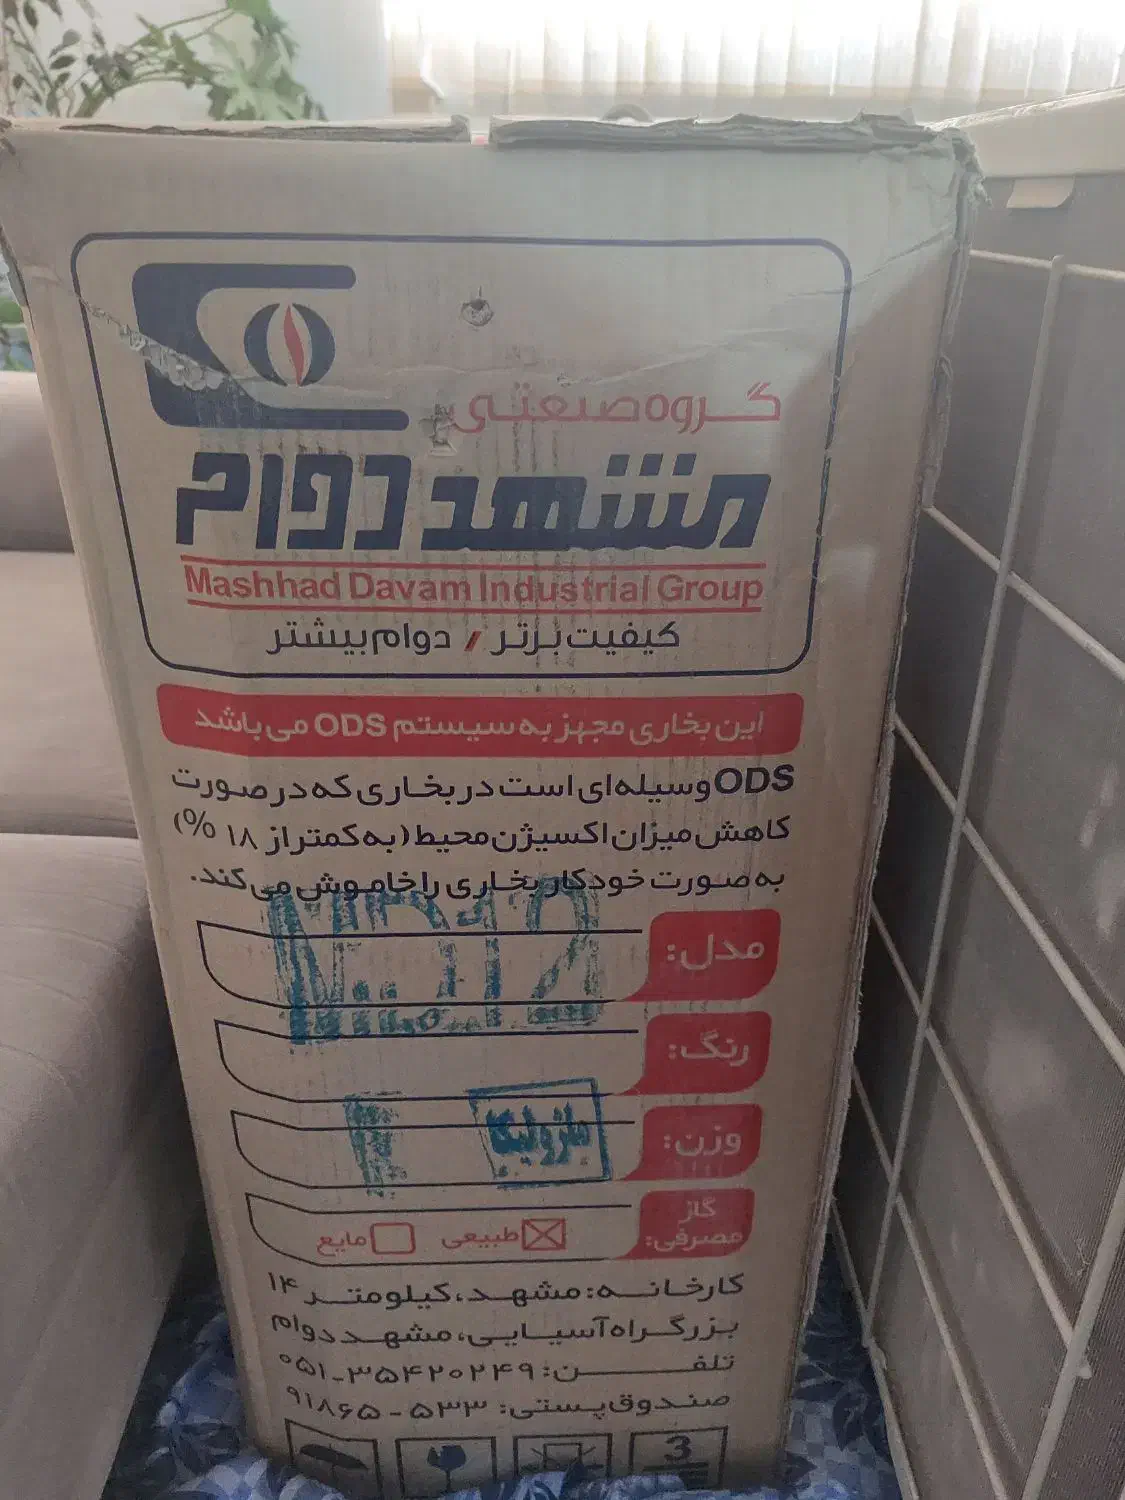 گروه صنعتی
مشهد دوام
Mashhad Davam Industrial Group
کیفیت برتر / دوام بیشتر
این بخاری مجهز به سیستم ODS می باشد
ODS وسیله ای است در بخاری که در صورت
کاهش میزان اکسیژن محیط (به کمتر از ۱۸ %)
به صورت خودکار بخاری را خاموش می کند.
مدل: MD12
رنگ:
وزن:
گاز مصرفی: طبیعی مایع
کارخانه: مشهد، کیلومتر ۱۴
بزرگراه آسیایی، مشهد دوام
تلفن: ۰۵۱-۳۵۴۲۰۲۴۹
صندوق پستی: ۵۳۳ - ۹۱۸۶۵
3